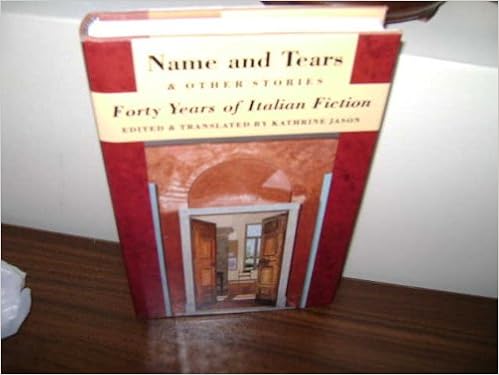 Name and Tears
& OTHER STORIES
Forty Years of Italian Fiction
EDITED & TRANSLATED BY KATHRINE JASON